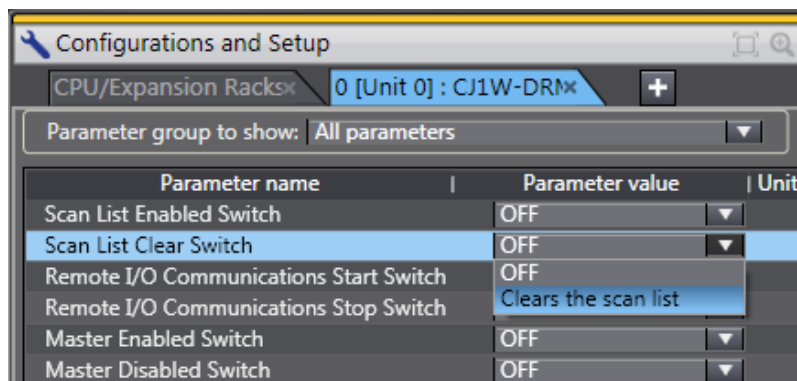 Configurations and Setup
CPU/Expansion Racks 0 [Unit 0] : CJ1W-DRM
Parameter group to show: All parameters
Parameter name Parameter value Unit
Scan List Enabled Switch OFF
Scan List Clear Switch OFF
Remote I/O Communications Start Switch OFF
Remote I/O Communications Stop Switch Clears the scan list
Master Enabled Switch OFF
Master Disabled Switch OFF